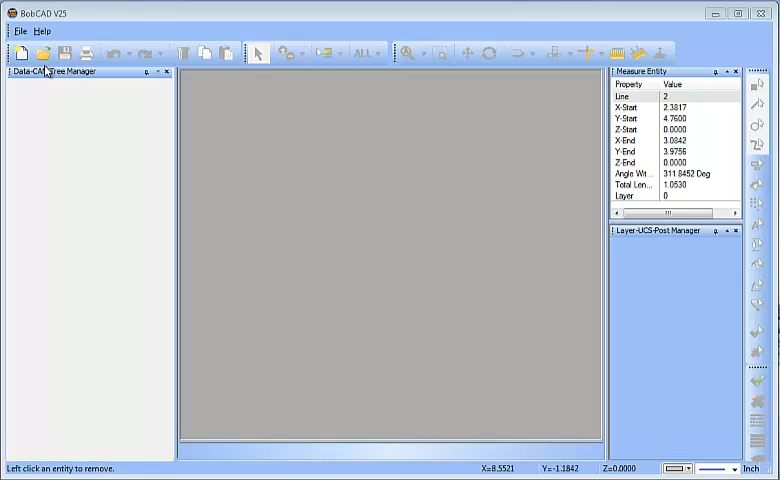 BobCAD V25
File Help
ALL
Data-CAM Tree Manager
Measure Entity
Property Value
Line 2
X-Start 2.3817
Y-Start 4.7600
Z-Start 0.0000
X-End 3.0842
Y-End 3.9756
Z-End 0.0000
Angle Wit... 311.8452 Deg
Total Len... 1.0530
Layer 0
Layer-UCS-Post Manager
Left click an entity to remove. X=8.5521 Y=-1.1842 Z=0.0000 Inch